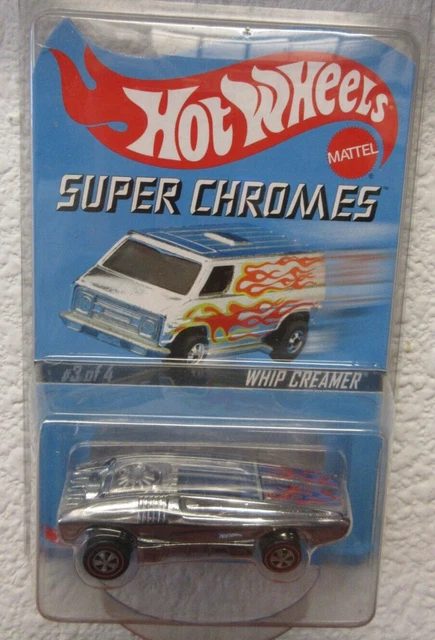 Hot Wheels
MATTEL
SUPER CHROMES
#3 of 4
WHIP CREAMER